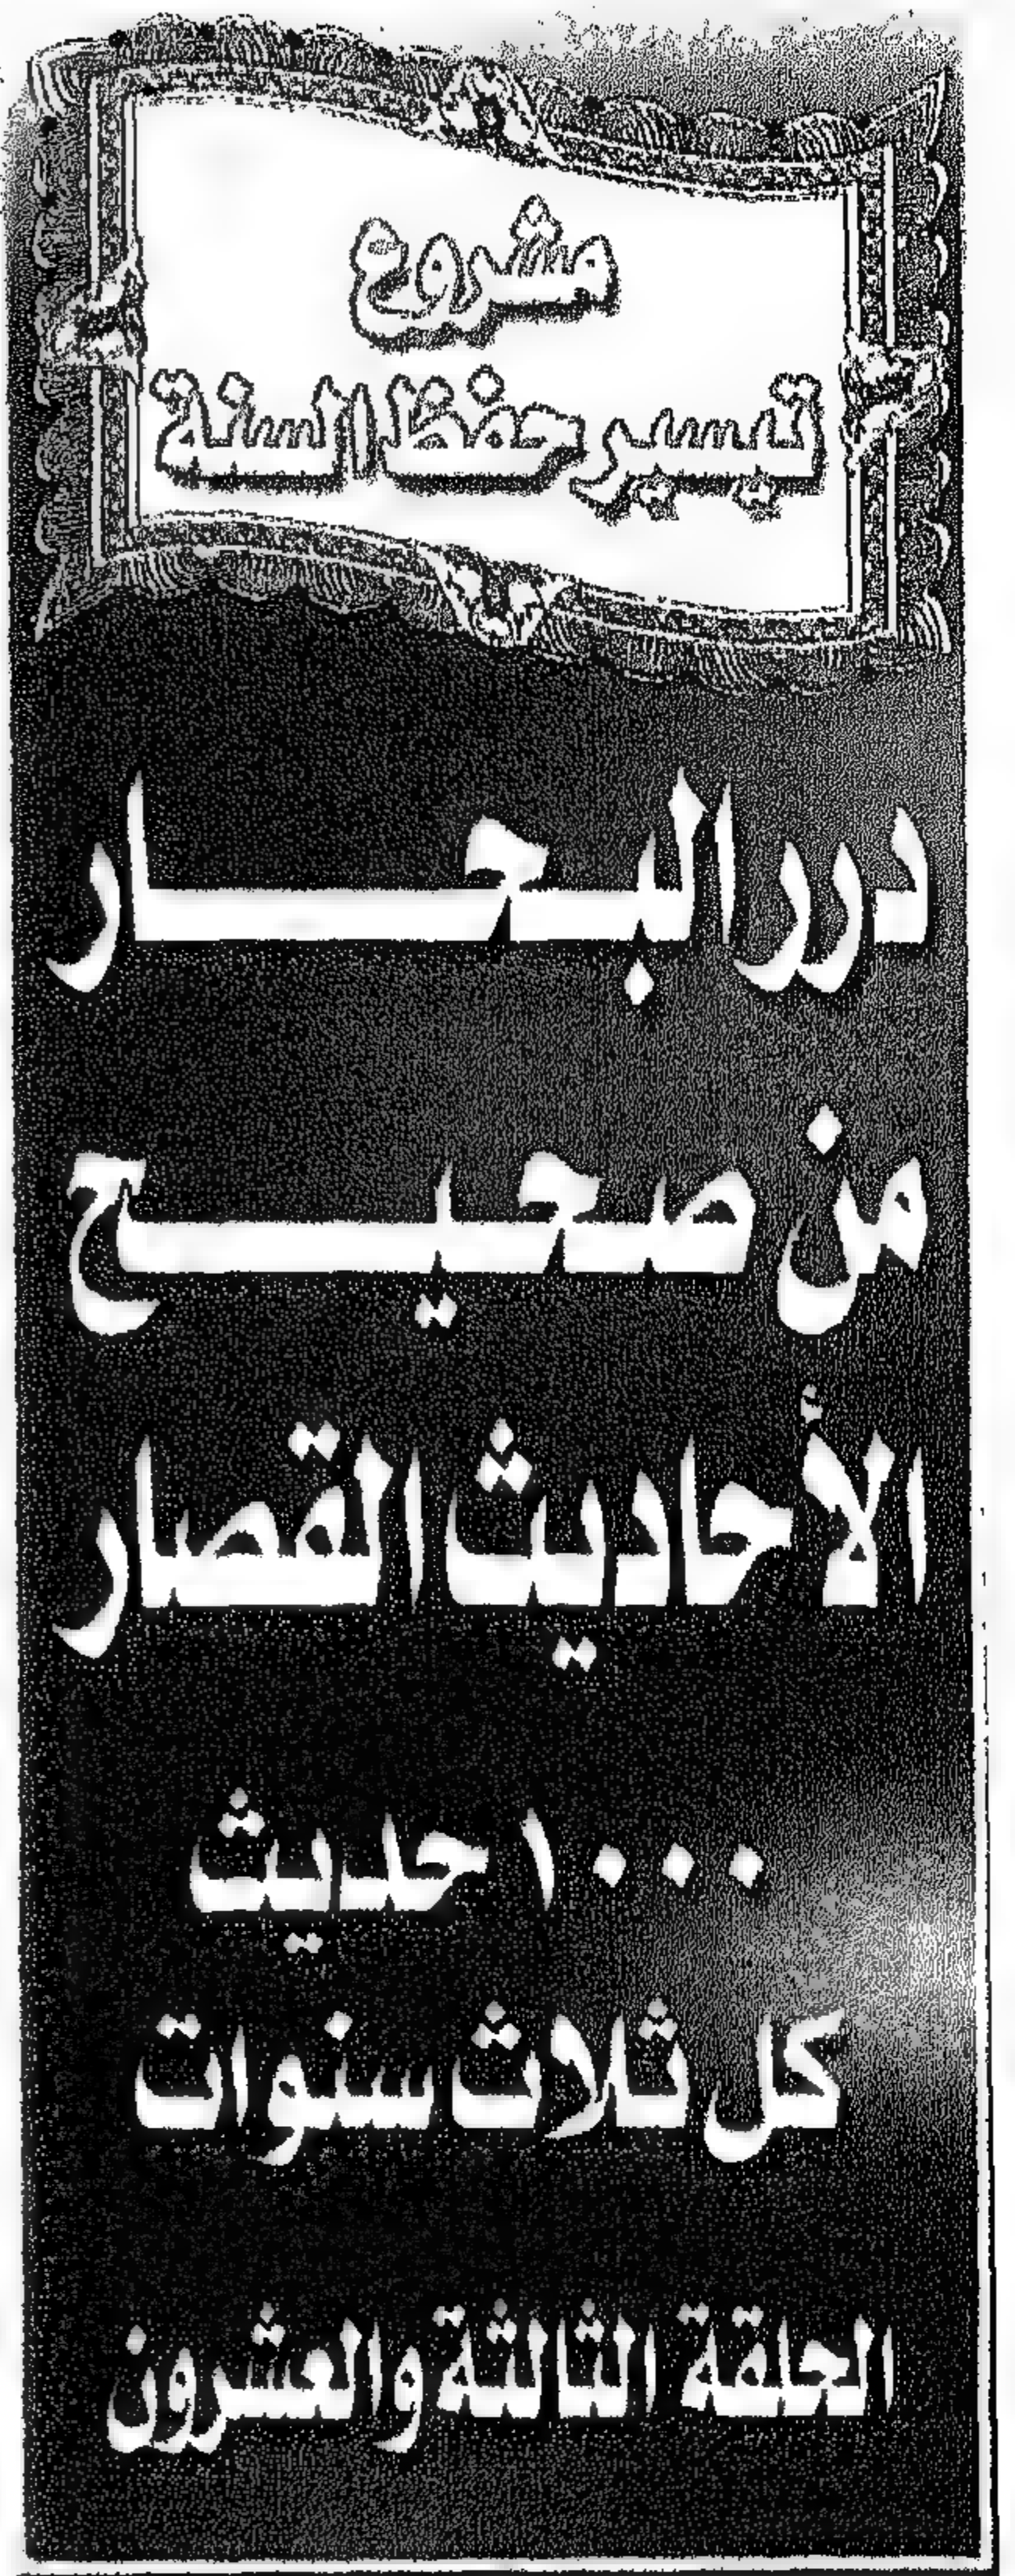 مشروع
تيسير حفظ السنة
درر البحار
من صحيح
الأحاديث القصار
١٠٠٠ حديث
كل ثلاث سنوات
الحلقة الثالثة والعشرون